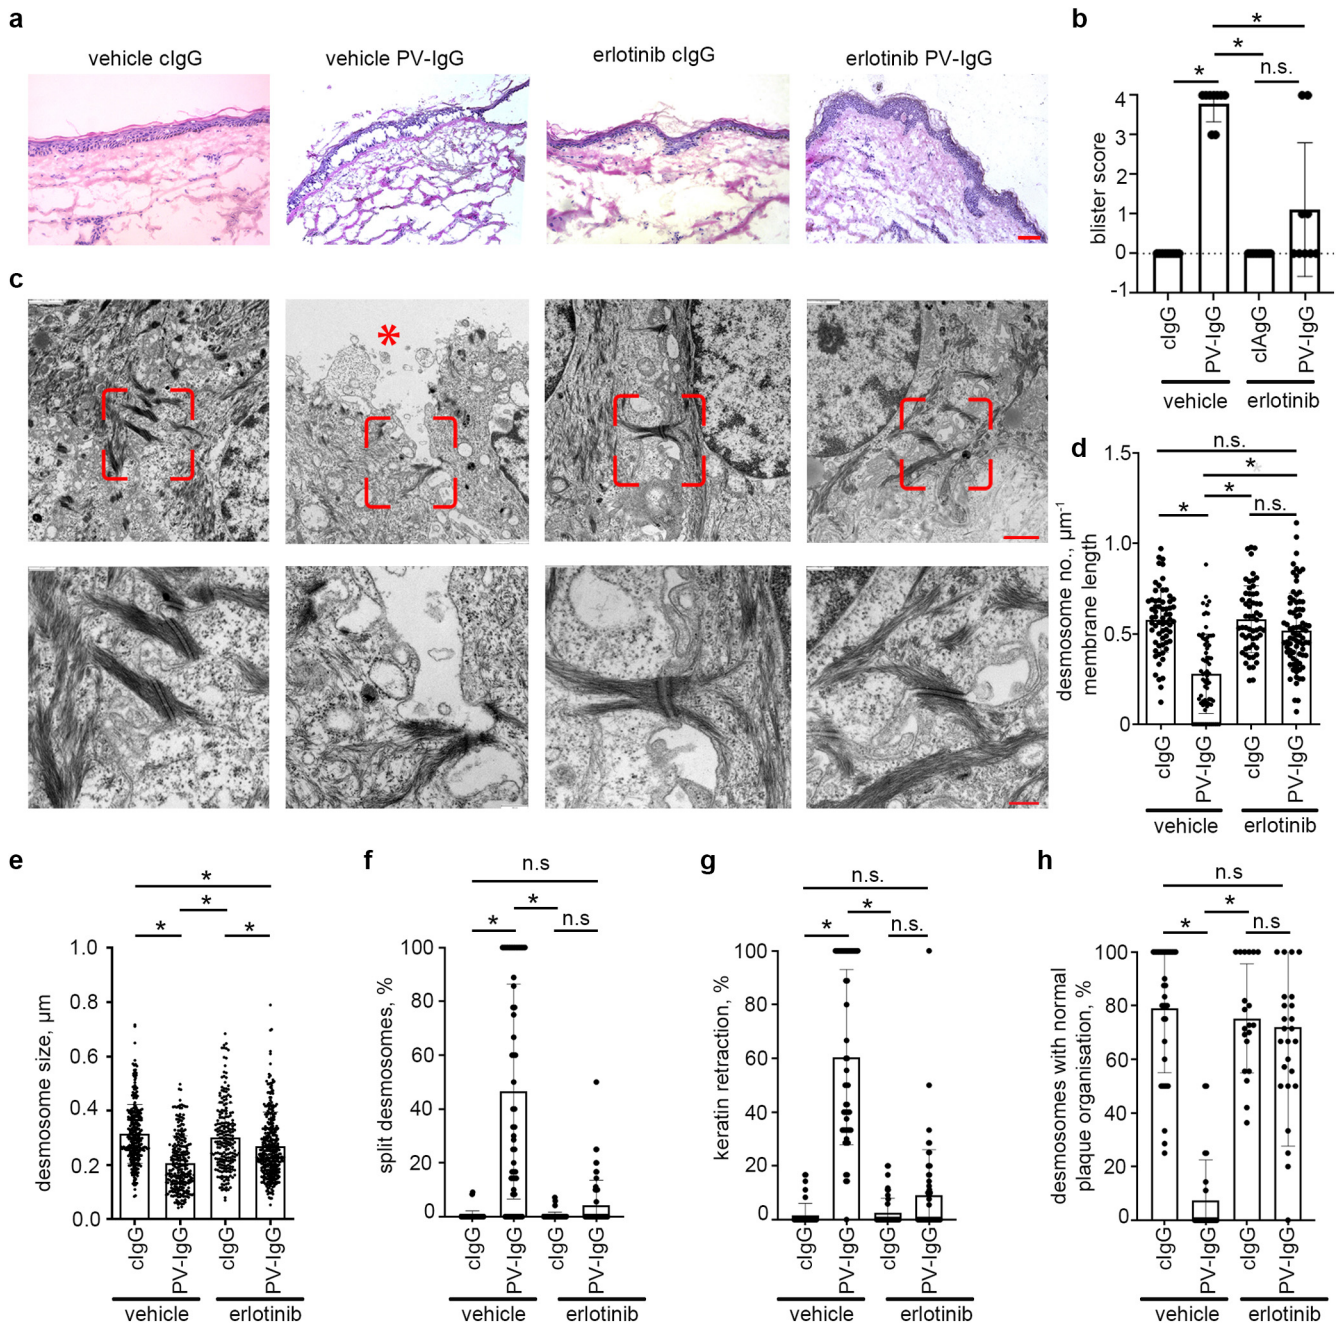 a
vehicle cIgG
vehicle PV-IgG
erlotinib cIgG
erlotinib PV-IgG
b
*
*
*
n.s.
blister score
4
3
2
1
0
-1
cIgG
PV-IgG
cIAgG
PV-IgG
vehicle
erlotinib
c
*
d
n.s.
*
*
*
n.s.
desmosome no., µm-1
membrane length
1.5
1.0
0.5
0
cIgG
PV-IgG
cIgG
PV-IgG
vehicle
erlotinib
e
*
*
*
*
desmosome size, µm
1.0
0.8
0.6
0.4
0.2
0.0
cIgG
PV-IgG
cIgG
PV-IgG
vehicle
erlotinib
f
n.s
*
*
n.s
split desmosomes, %
100
80
60
40
20
0
cIgG
PV-IgG
cIgG
PV-IgG
vehicle
erlotinib
g
n.s.
*
*
n.s.
keratin retraction, %
100
80
60
40
20
0
cIgG
PV-IgG
cIgG
PV-IgG
vehicle
erlotinib
h
n.s
*
*
n.s
desmosomes with normal
plaque organisation, %
100
80
60
40
20
0
cIgG
PV-IgG
cIgG
PV-IgG
vehicle
erlotinib